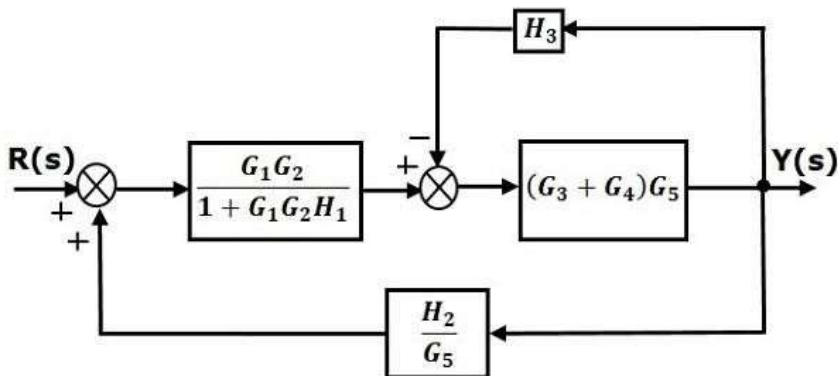 H₃
−
R(s)
+
+
G₁G₂
1 + G₁G₂H₁
+
(G₃ + G₄)G₅
Y(s)
H₂
G₅